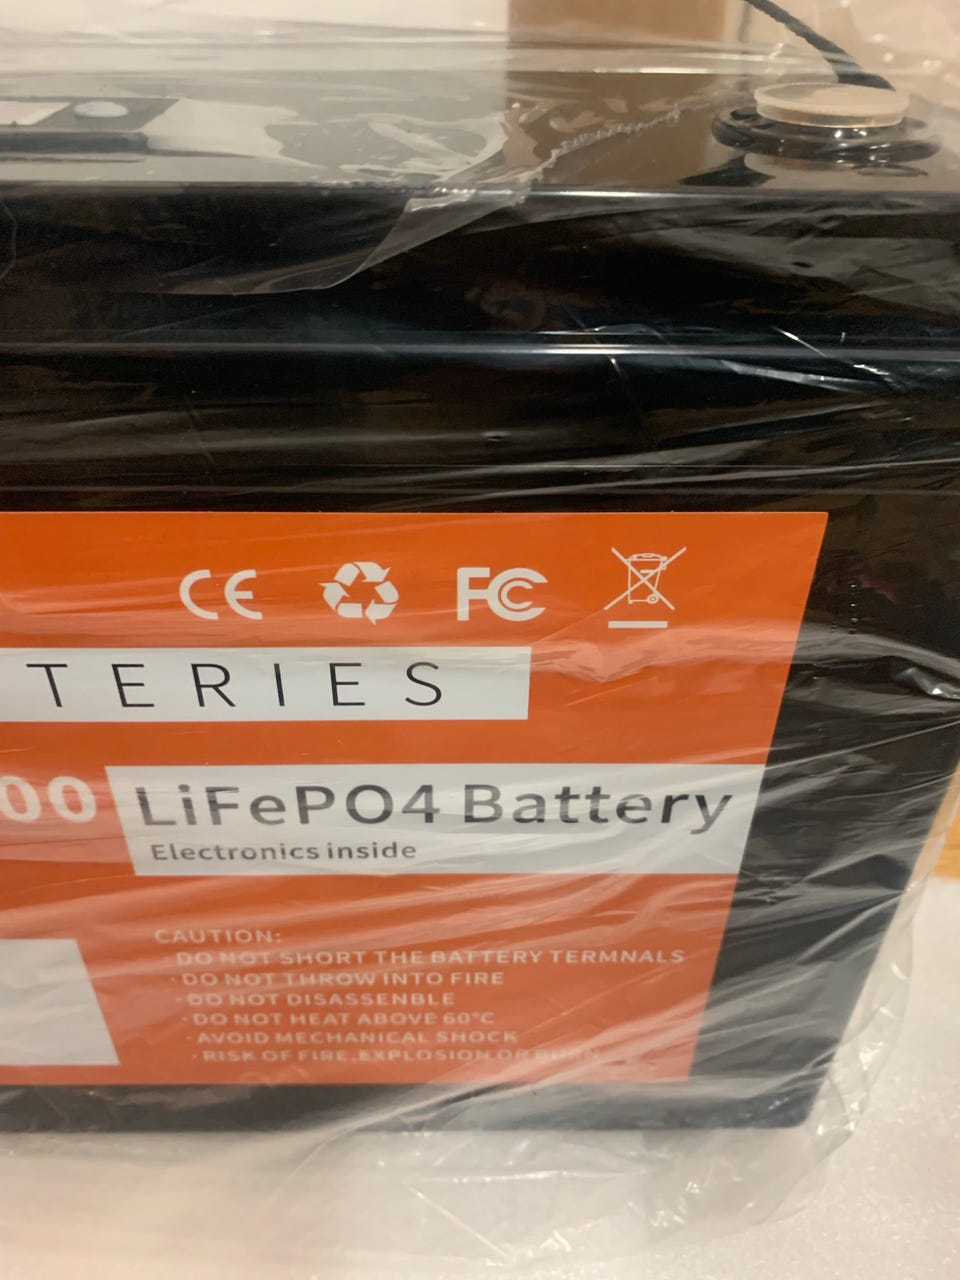 CE FC
TERIES
00 LiFePO4 Battery
Electronics inside
CAUTION:
·DO NOT SHORT THE BATTERY TERMNALS
·DO NOT THROW INTO FIRE
·DO NOT DISASSENBLE
·DO NOT HEAT ABOVE 60°C
·AVOID MECHANICAL SHOCK
·RISK OF FIRE,EXPLOSION OR BURN